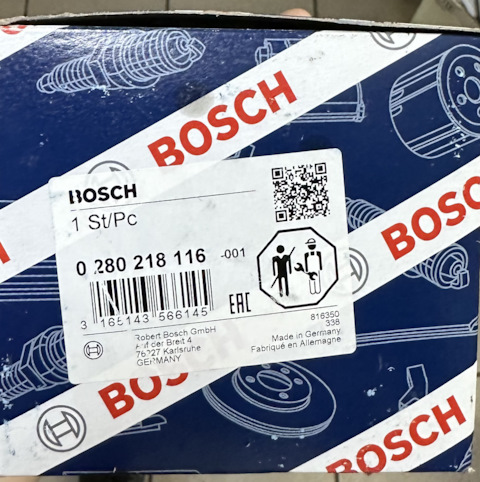 BOSCH
BOSCH
BOSCH
1 St/Pc
0 280 218 116 -001
3 165143 566145
EAC
816350
338
Robert Bosch GmbH
Auf der Breit 4
76227 Karlsruhe
GERMANY
Made in Germany
Fabriqué en Allemagne
BOSCH
BOSCH
BOSCH